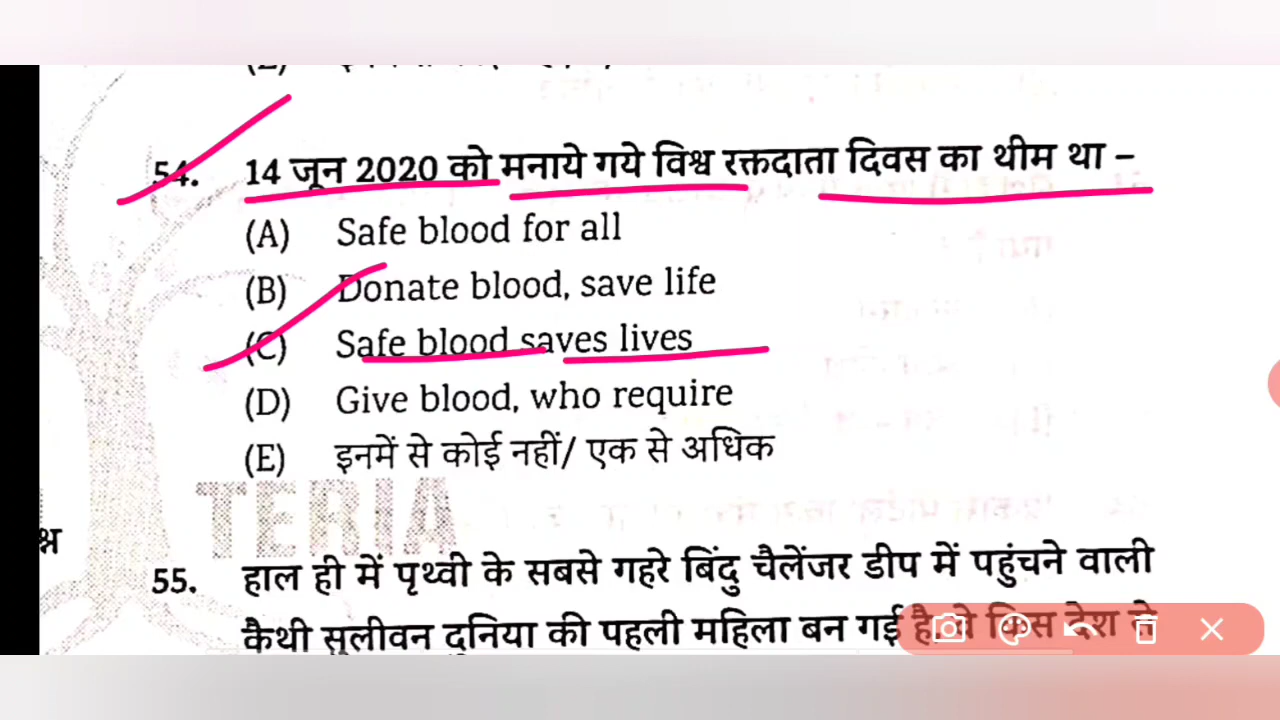 54. 14 जून 2020 को मनाये गये विश्व रक्तदाता दिवस का थीम था –
(A) Safe blood for all
(B) Donate blood, save life
(C) Safe blood saves lives
(D) Give blood, who require
(E) इनमें से कोई नहीं/ एक से अधिक
TERIA
श्न
55. हाल ही में पृथ्वी के सबसे गहरे बिंदु चैलेंजर डीप में पहुंचने वाली
कैथी सुलीवन दुनिया की पहली महिला बन गई है. वे किस देश से